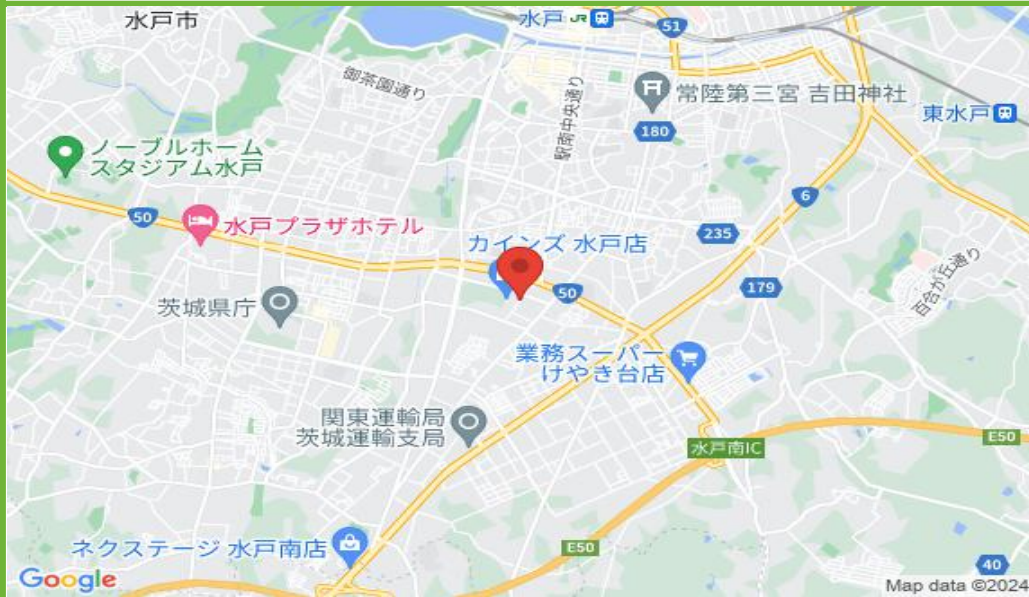 水戸市
水戸 JR
51
御茶園通り
駅南中央通り
常陸第三宮 吉田神社
180
東水戸
ノーブルホーム
スタジアム水戸
50
水戸プラザホテル
6
235
カインズ 水戸店
50
179
百合が丘通り
茨城県庁
業務スーパー
けやき台店
関東運輸局
茨城運輸支局
水戸南IC
E50
ネクステージ 水戸南店
E50
40
Google
Map data ©2024